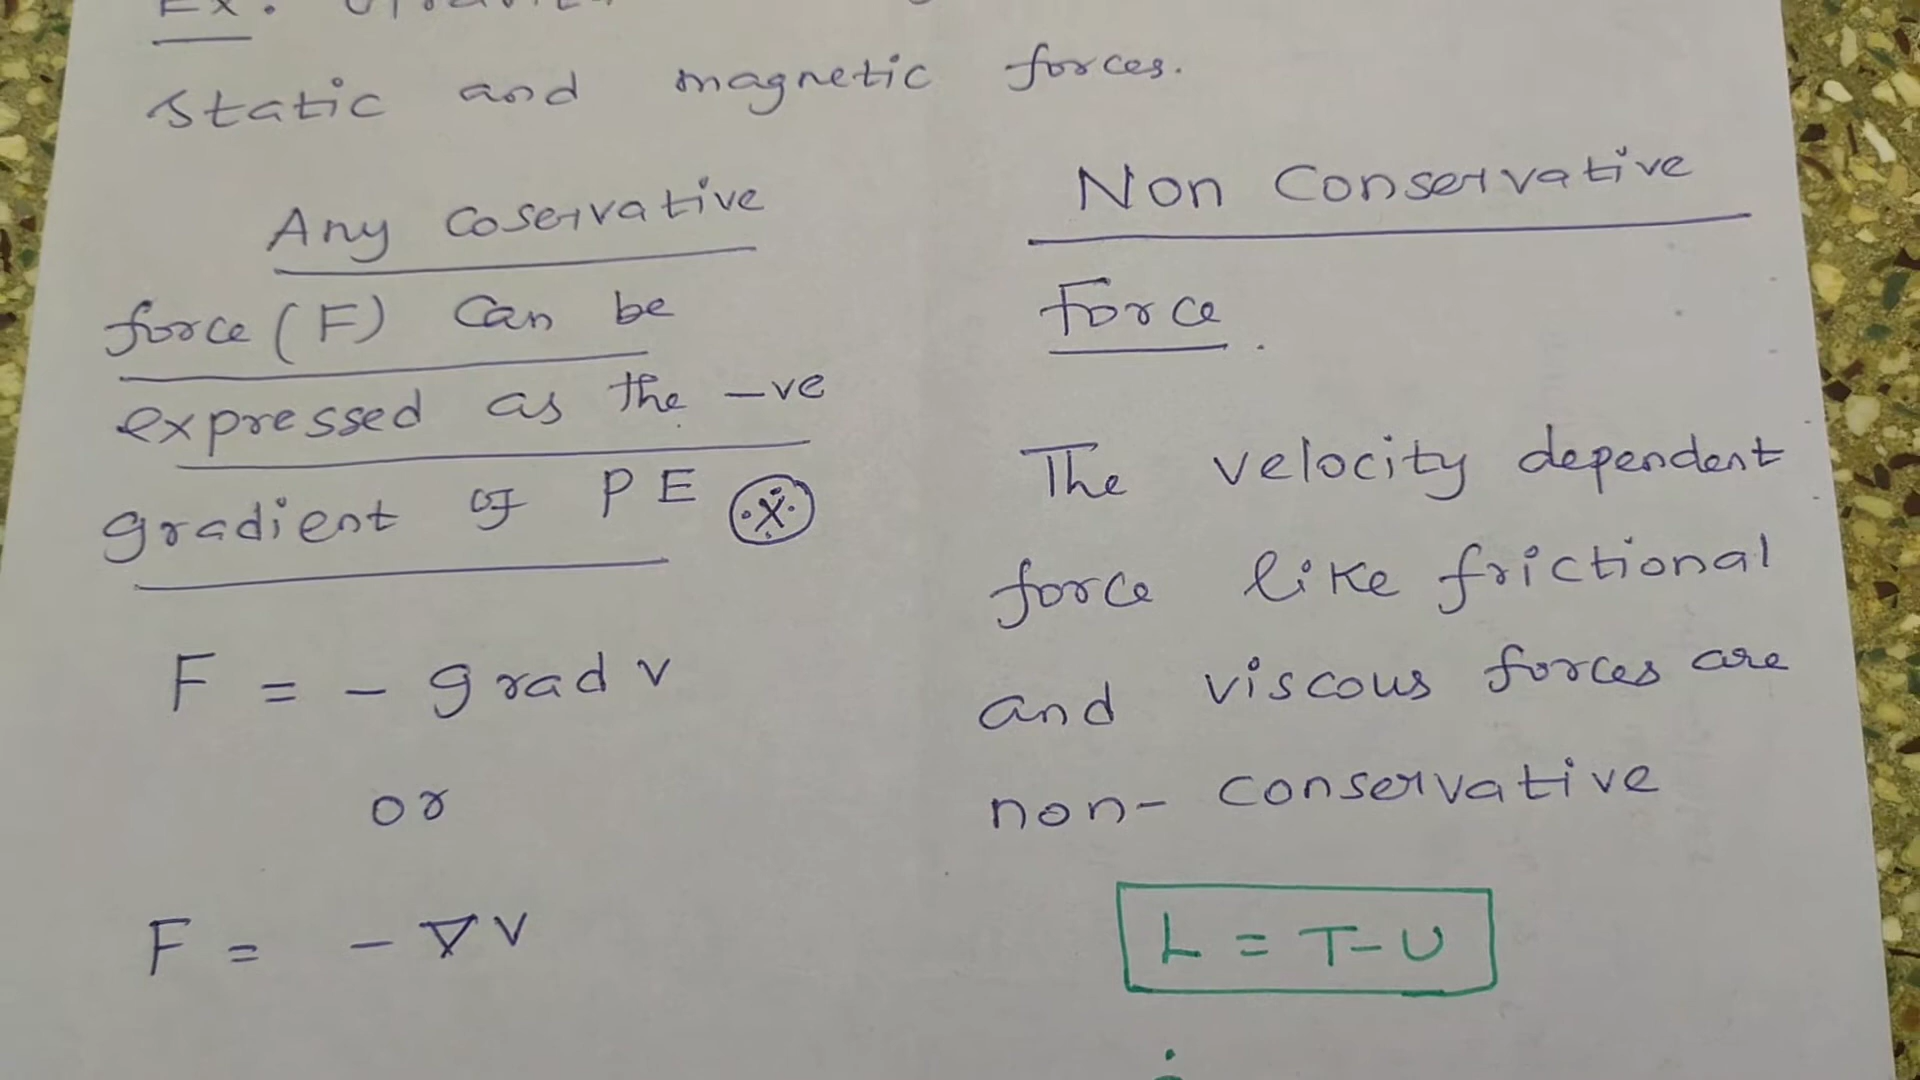 Ex.
static and magnetic forces.
Any Coservative
force (F) Can be
expressed as the -ve
gradient of PE (X)
F = - grad v
or
F = - ∇ v
Non Conservative
Force.
The velocity dependent
force like frictional
and viscous forces are
non- conservative
L = T-U